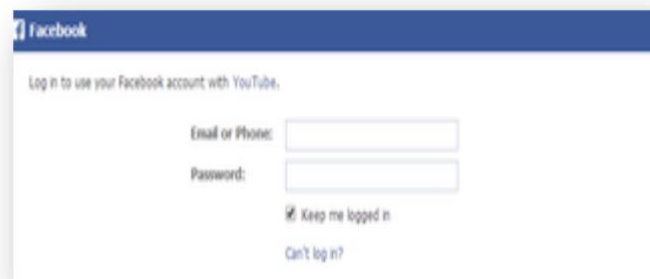 Facebook
Log in to use your Facebook account with YouTube.
Email or Phone:
Password:
Keep me logged in
Can't log in?